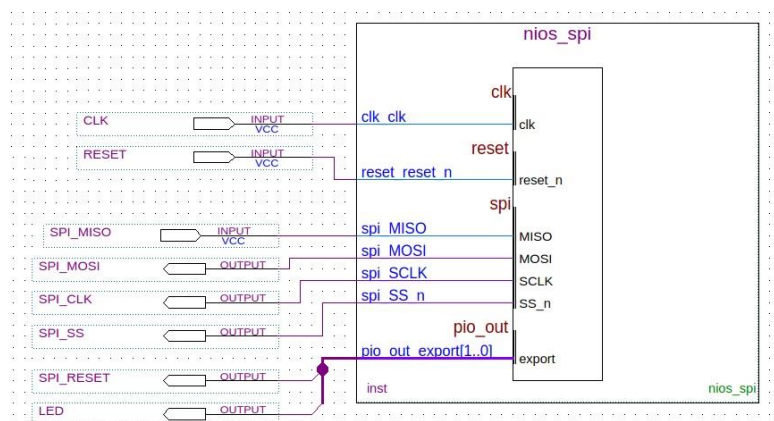 nios_spi
clk
CLK
INPUT
VCC
clk_clk
clk
reset
RESET
INPUT
VCC
reset_reset_n
reset_n
spi
SPI_MISO
INPUT
VCC
spi_MISO
MISO
SPI_MOSI
OUTPUT
spi_MOSI
MOSI
SPI_CLK
OUTPUT
spi_SCLK
SCLK
SPI_SS
OUTPUT
spi_SS_n
SS_n
pio_out
pio_out_export[1..0]
export
SPI_RESET
OUTPUT
LED
OUTPUT
inst
nios_spi